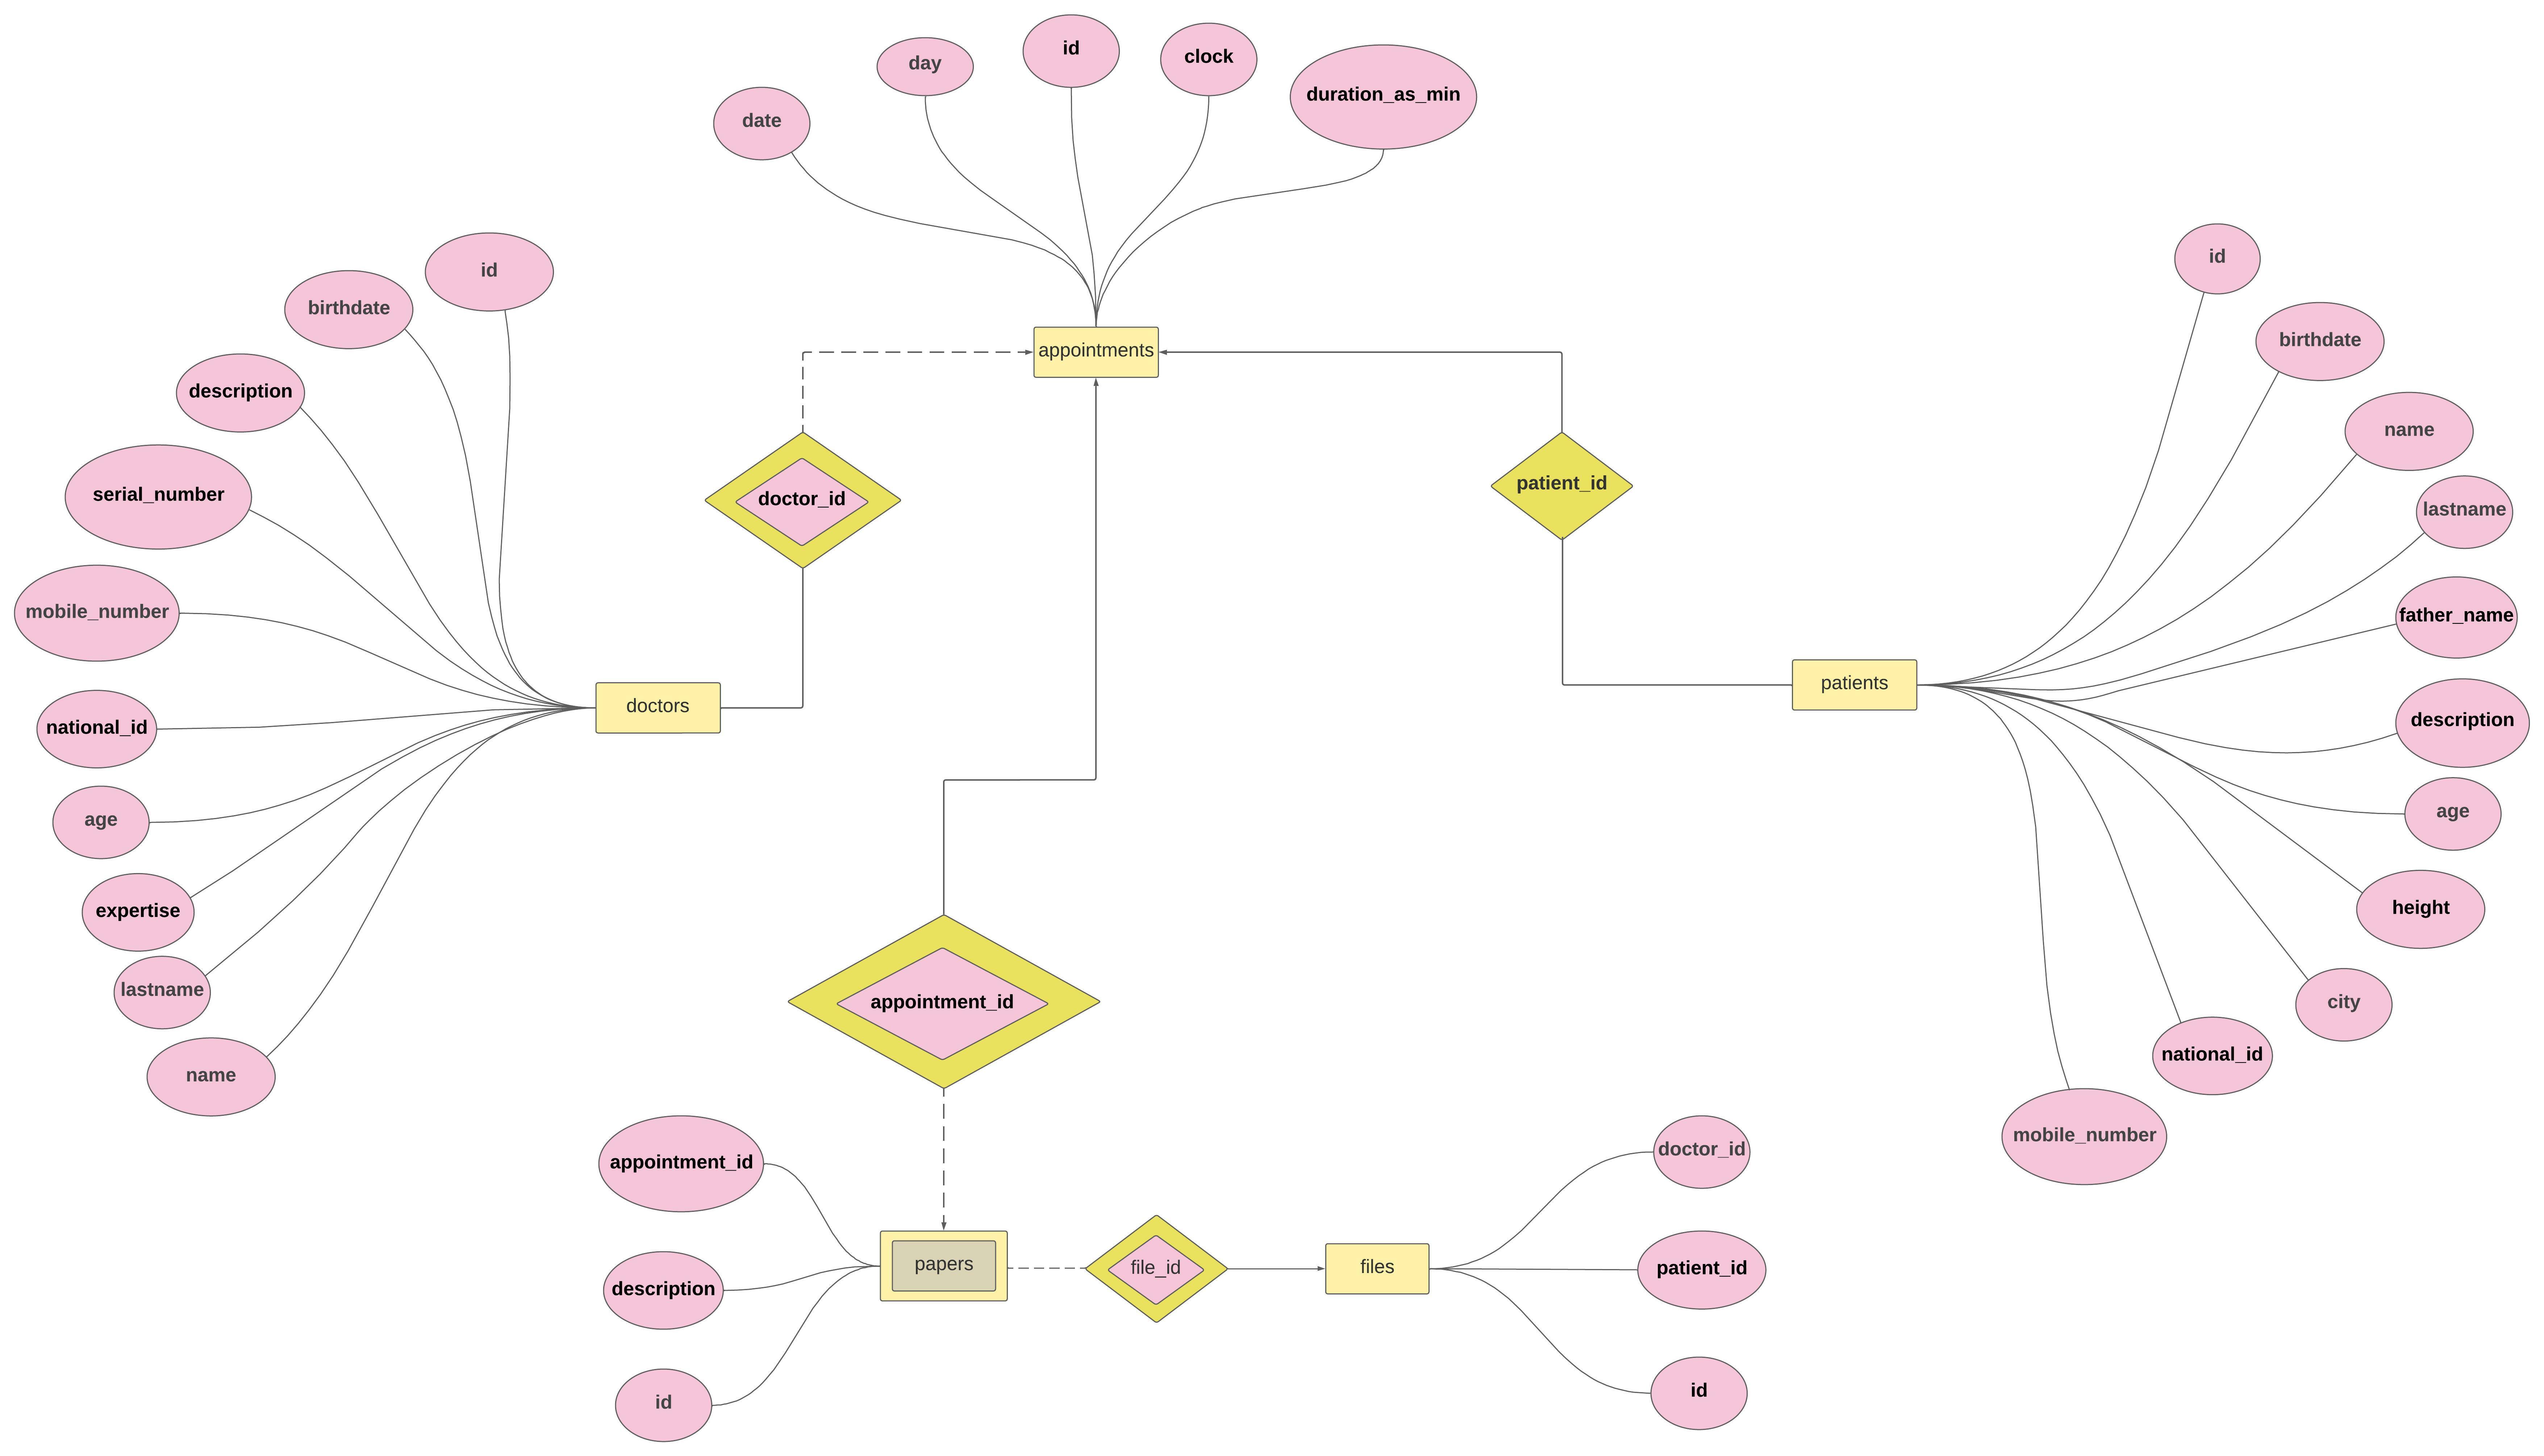 id
clock
day
duration_as_min
date
id
id
birthdate
birthdate
appointments
description
name
serial_number
doctor_id
patient_id
lastname
mobile_number
father_name
patients
doctors
national_id
description
age
age
expertise
height
lastname
appointment_id
city
name
national_id
mobile_number
appointment_id
doctor_id
papers
file_id
files
patient_id
description
id
id